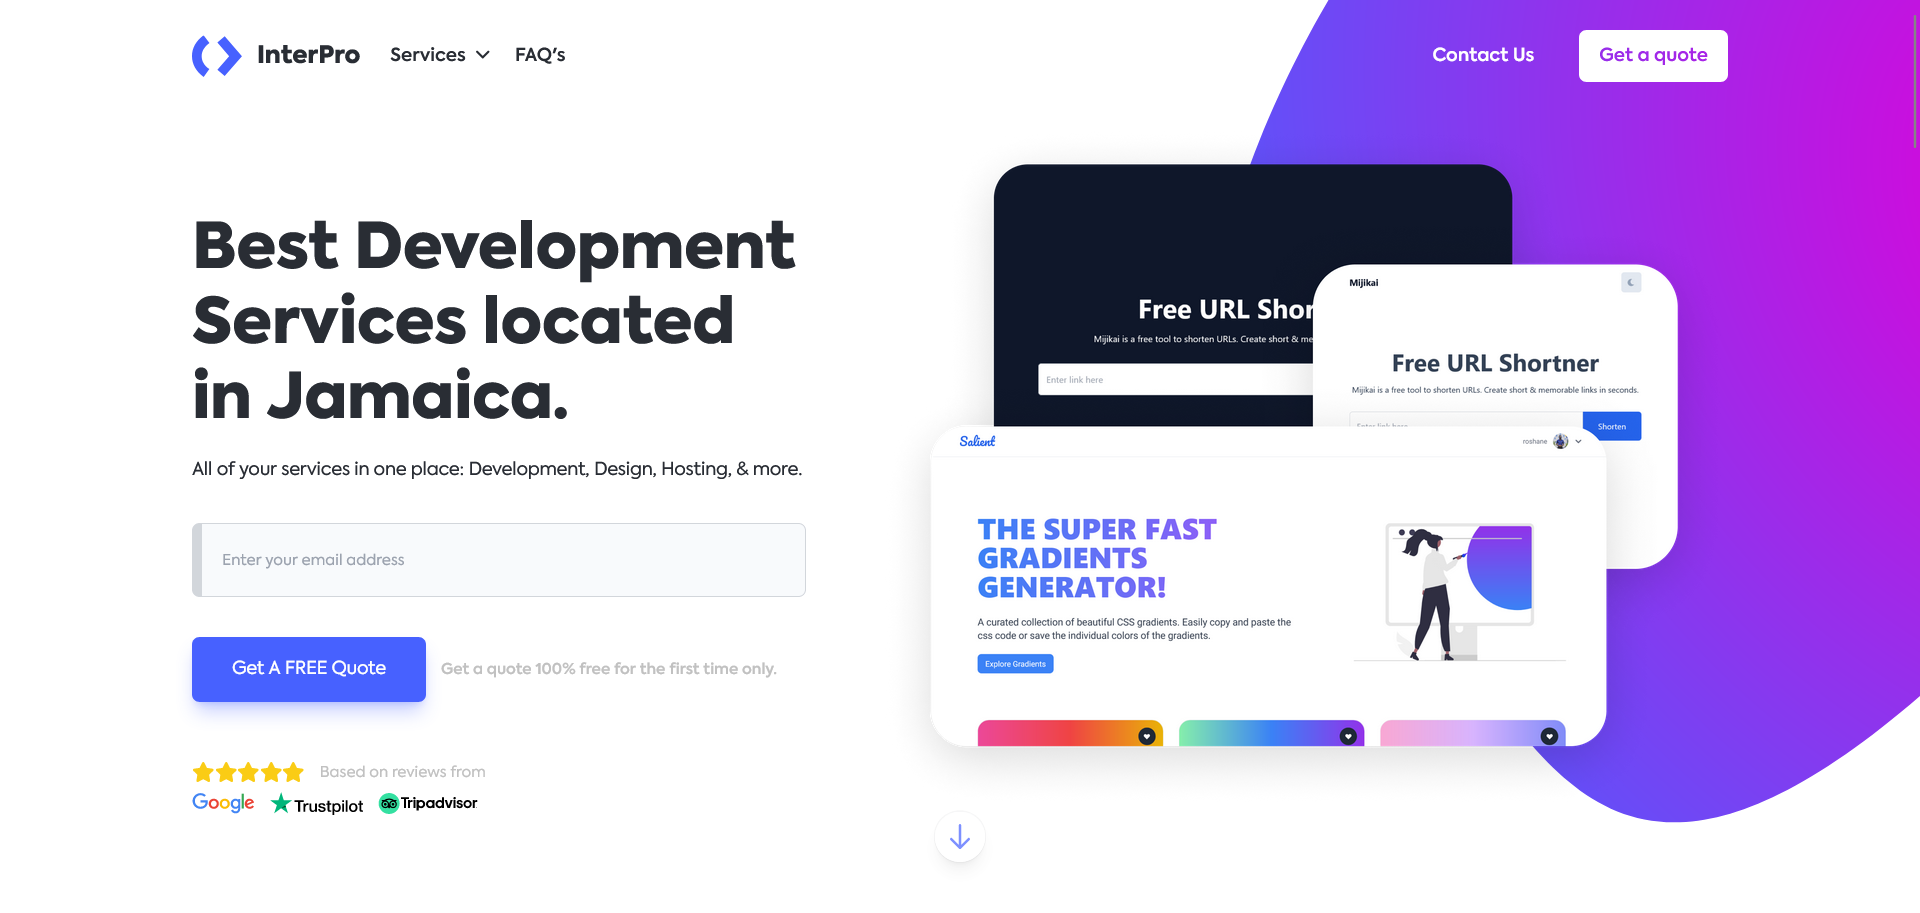 InterPro
Services
FAQ's
Contact Us
Get a quote
Best Development
Services located
in Jamaica.
All of your services in one place: Development, Design, Hosting, & more.
Enter your email address
Get A FREE Quote
Get a quote 100% free for the first time only.
Based on reviews from
Google
Trustpilot
Tripadvisor
Free URL Shor
Mijikai is a free tool to shorten URLs. Create short & me
Enter link here
Mijikai
Free URL Shortner
Mijikai is a free tool to shorten URLs. Create short & memorable links in seconds.
Enter link here
Shorten
Salient
roshane
THE SUPER FAST
GRADIENTS
GENERATOR!
A curated collection of beautiful CSS gradients. Easily copy and paste the
css code or save the individual colors of the gradients.
Explore Gradients